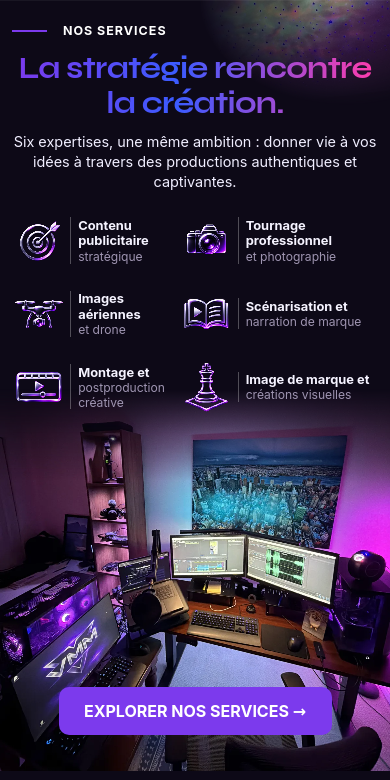 NOS SERVICES
La stratégie rencontre
la création.
Six expertises, une même ambition : donner vie à vos
idées à travers des productions authentiques et
captivantes.
Contenu
publicitaire
stratégique
Tournage
professionnel
et photographie
Images
aériennes
et drone
Scénarisation et
narration de marque
Montage et
postproduction
créative
Image de marque et
créations visuelles
EXPLORER NOS SERVICES →